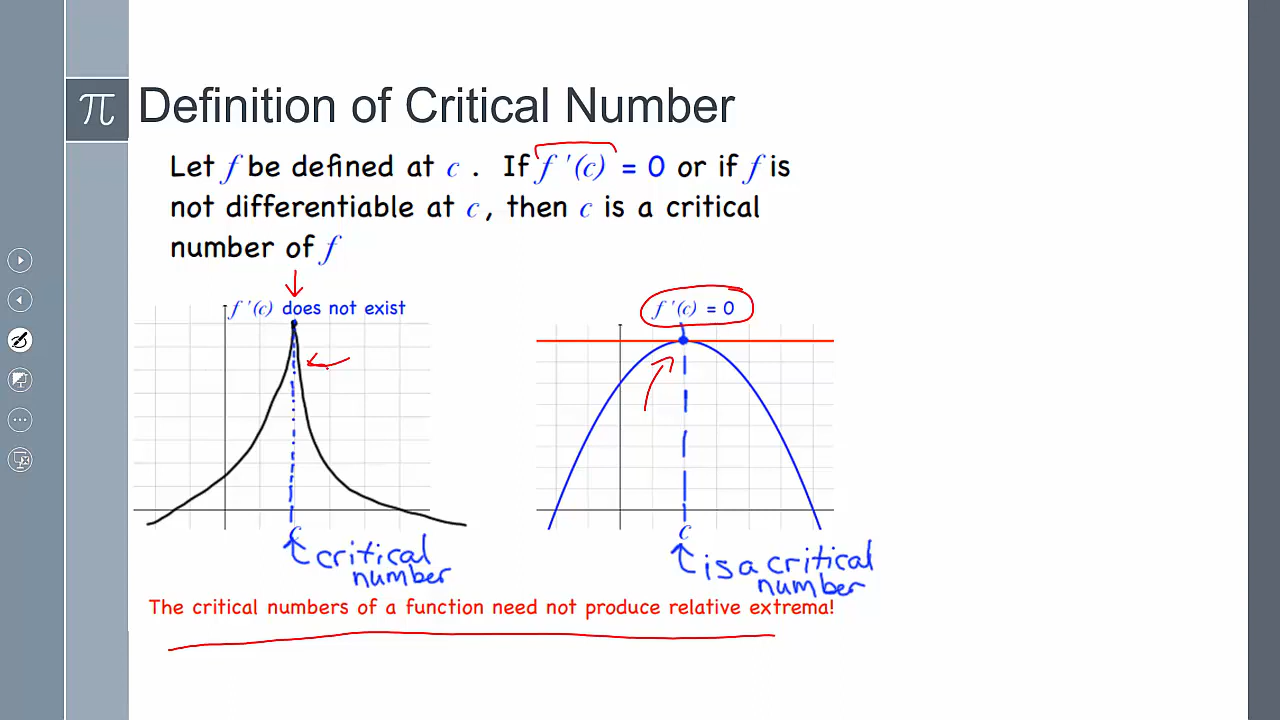 π
Definition of Critical Number
Let f be defined at c . If f '(c) = 0 or if f is
not differentiable at c, then c is a critical
number of f
f '(c) does not exist
f '(c) = 0
c
critical
number
c
is a critical
number
The critical numbers of a function need not produce relative extrema!